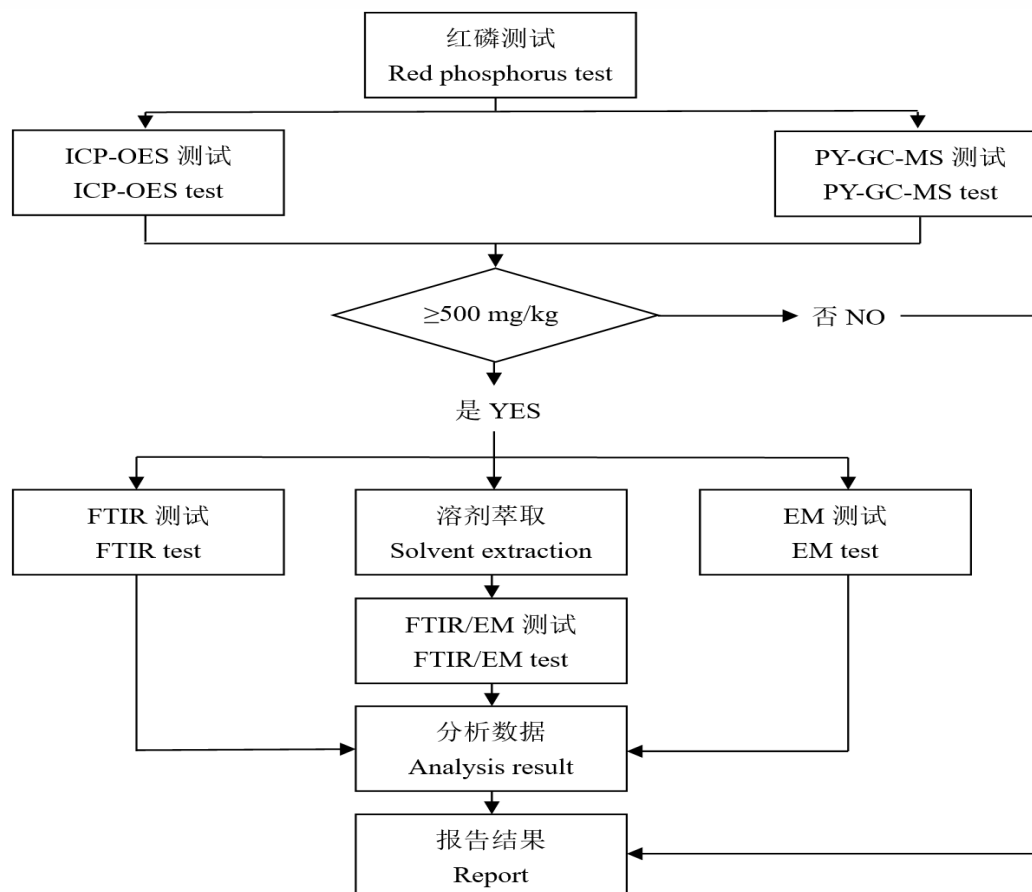 红磷测试
Red phosphorus test
ICP-OES 测试
ICP-OES test
PY-GC-MS 测试
PY-GC-MS test
≥500 mg/kg
否 NO
是 YES
FTIR 测试
FTIR test
溶剂萃取
Solvent extraction
EM 测试
EM test
FTIR/EM 测试
FTIR/EM test
分析数据
Analysis result
报告结果
Report